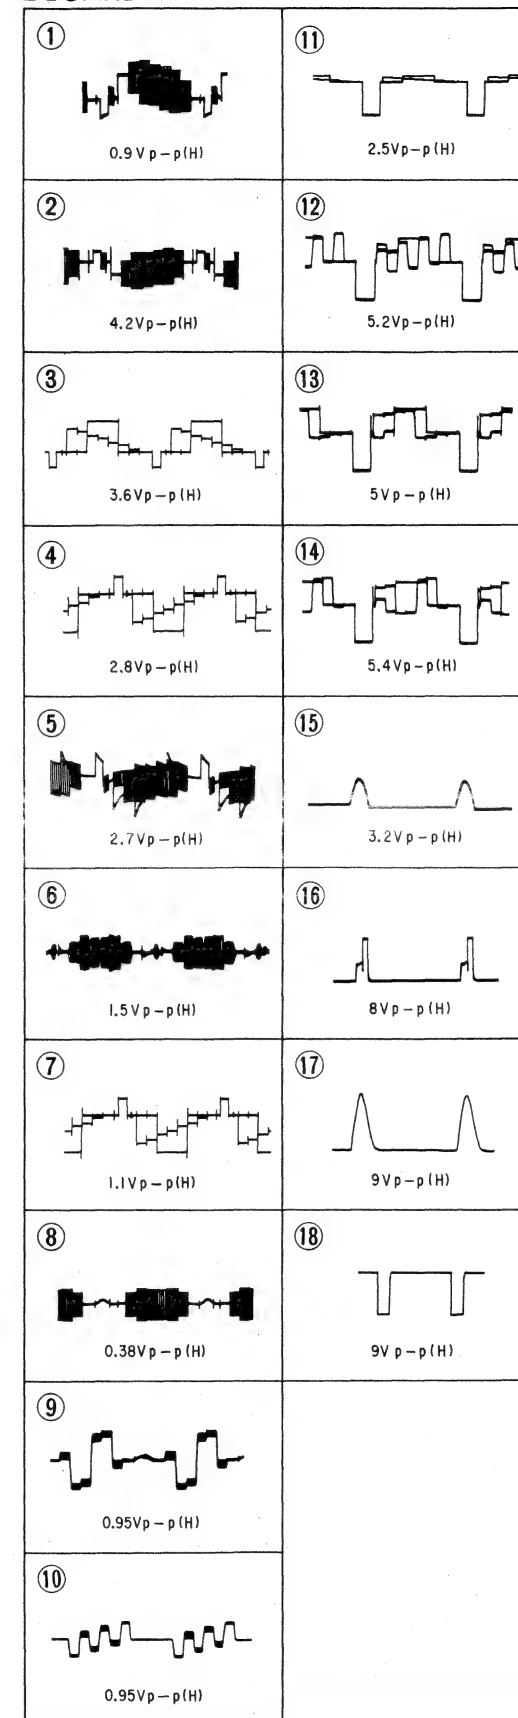 ①
0.9Vp-p(H)
②
4.2Vp-p(H)
③
3.6Vp-p(H)
④
2.8Vp-p(H)
⑤
2.7Vp-p(H)
⑥
1.5Vp-p(H)
⑦
1.1Vp-p(H)
⑧
0.38Vp-p(H)
⑨
0.95Vp-p(H)
⑩
0.95Vp-p(H)
⑪
2.5Vp-p(H)
⑫
5.2Vp-p(H)
⑬
5Vp-p(H)
⑭
5.4Vp-p(H)
⑮
3.2Vp-p(H)
⑯
8Vp-p(H)
⑰
9Vp-p(H)
⑱
9Vp-p(H)